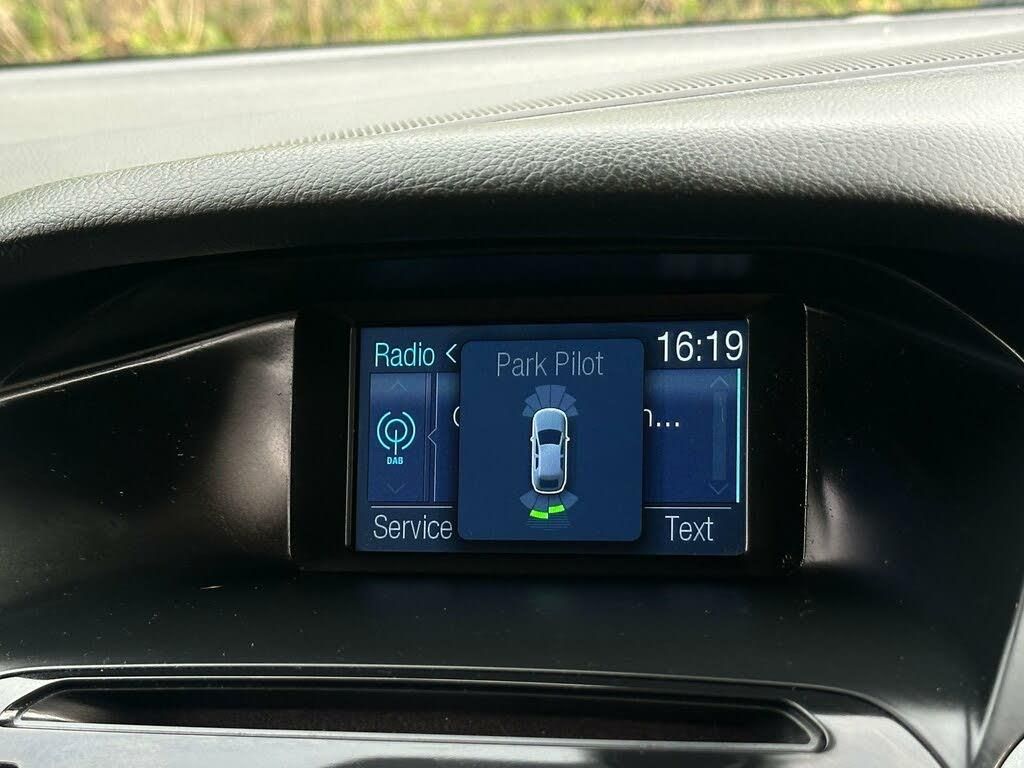 Radio
Park Pilot
16:19
DAB
Service
Text